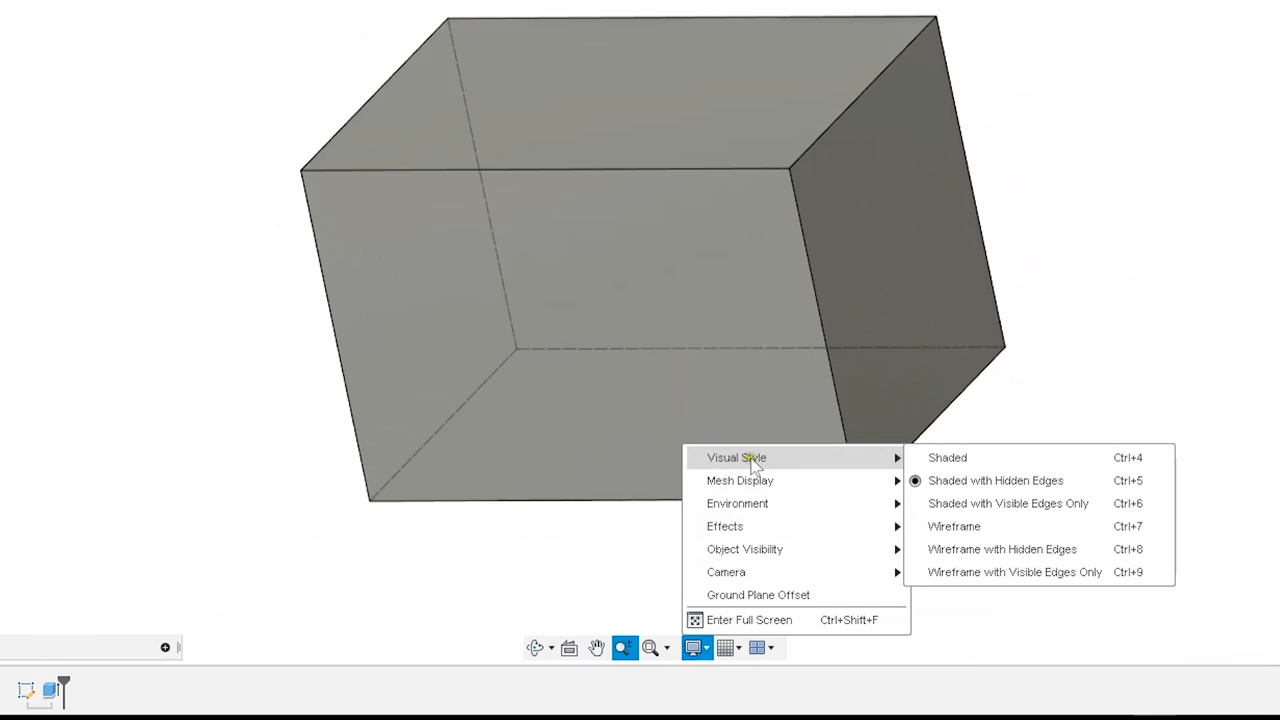 Visual Style
Mesh Display
Environment
Effects
Object Visibility
Camera
Ground Plane Offset
Enter Full Screen Ctrl+Shift+F
Shaded Ctrl+4
Shaded with Hidden Edges Ctrl+5
Shaded with Visible Edges Only Ctrl+6
Wireframe Ctrl+7
Wireframe with Hidden Edges Ctrl+8
Wireframe with Visible Edges Only Ctrl+9